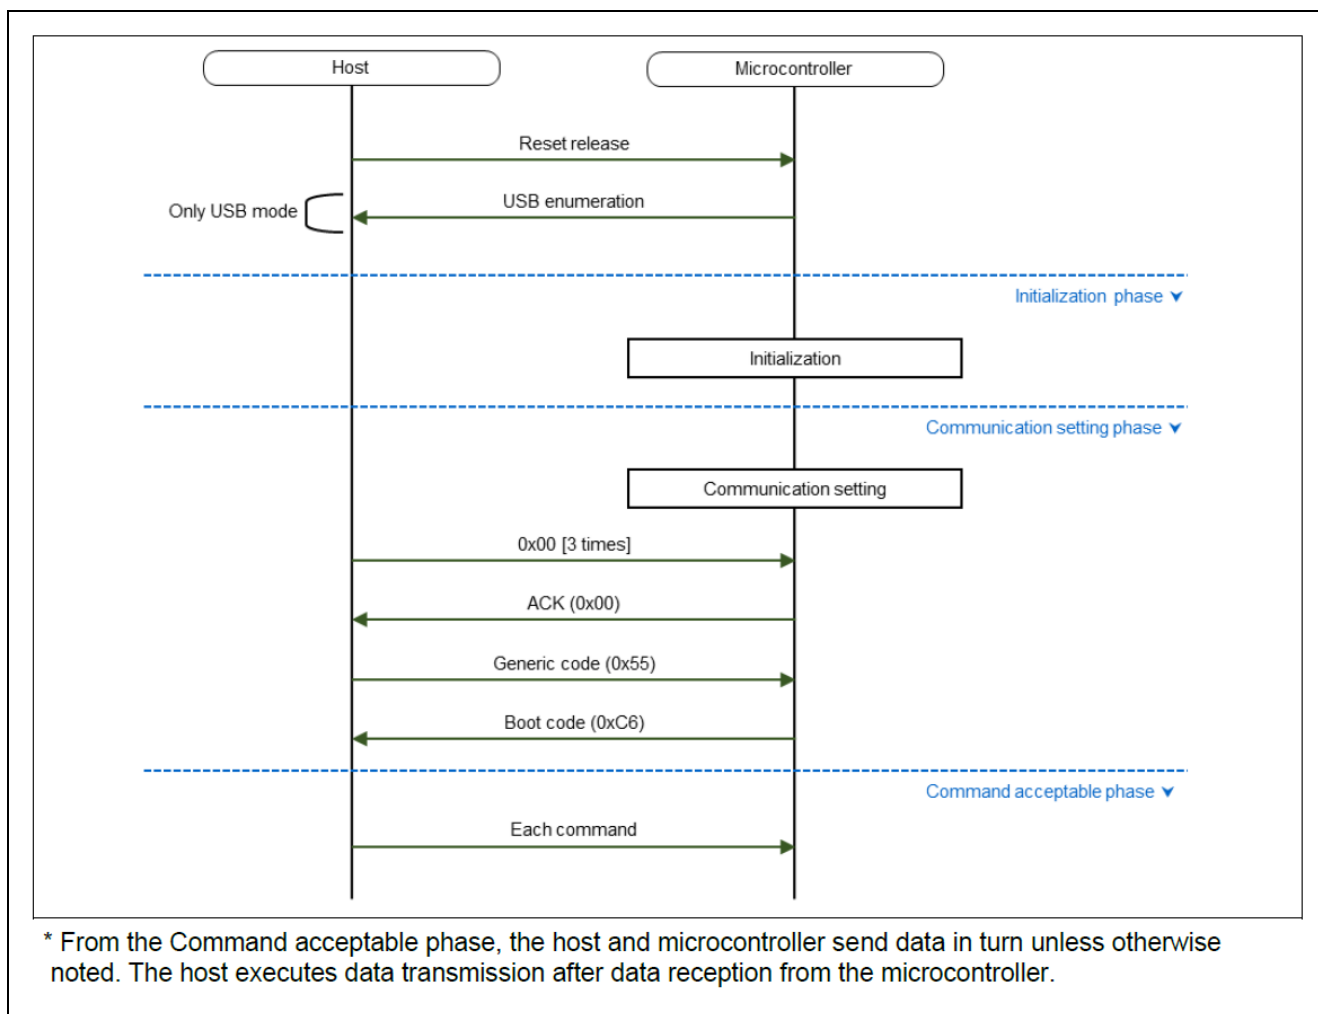 Host
Microcontroller
Reset release
Only USB mode
USB enumeration
Initialization phase
Initialization
Communication setting phase
Communication setting
0x00 [3 times]
ACK (0x00)
Generic code (0x55)
Boot code (0xC6)
Command acceptable phase
Each command
* From the Command acceptable phase, the host and microcontroller send data in turn unless otherwise
noted. The host executes data transmission after data reception from the microcontroller.